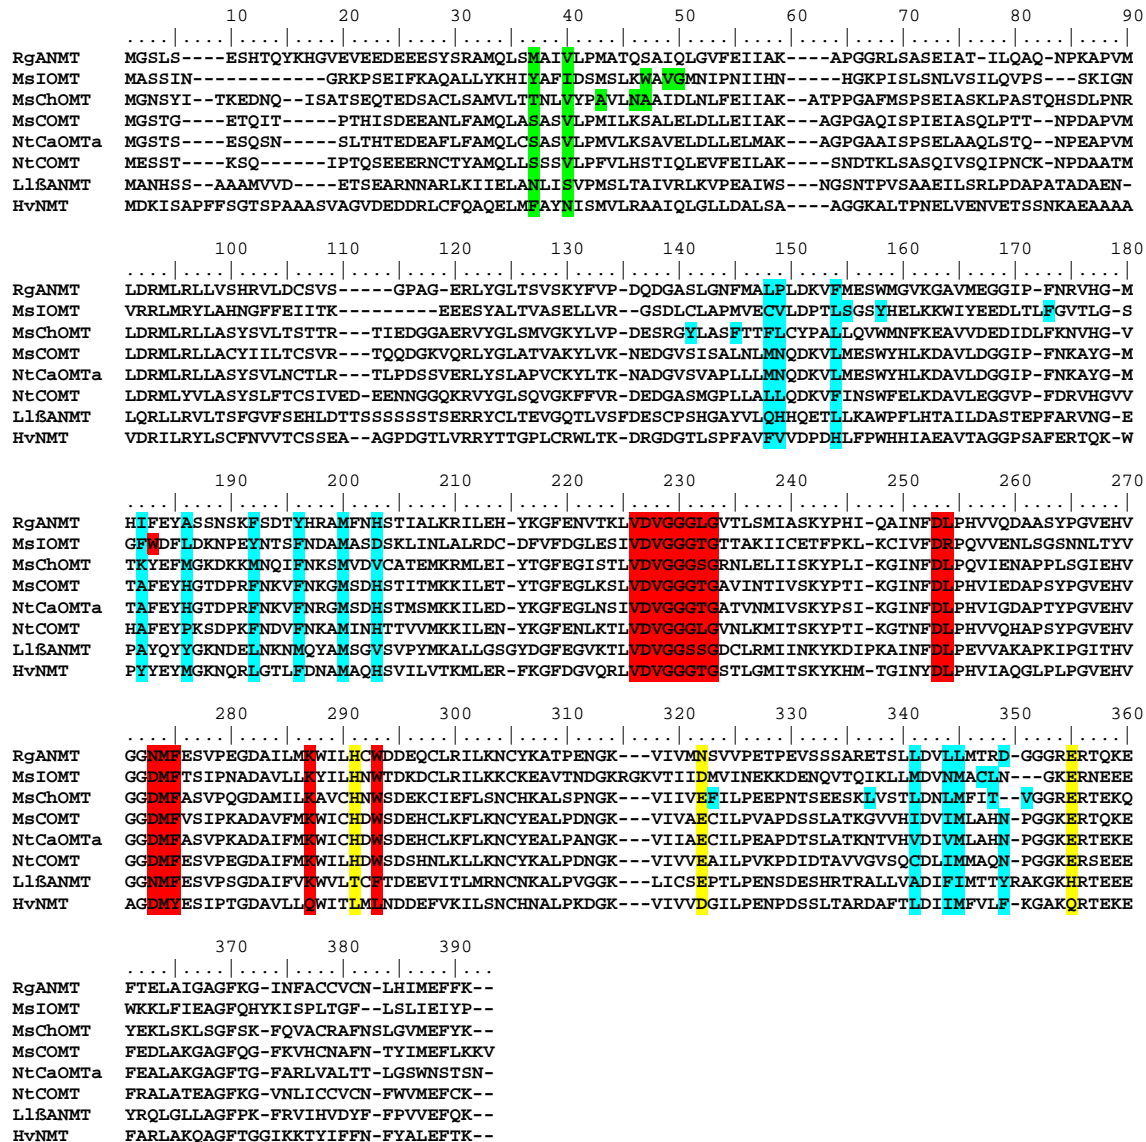 10 20 30 40 50 60 70 80 90
....|....|....|....|....|....|....|....|....|....|....|....|....|....|....|....|....|....|
RgANMT MGSLS---ESHTQYKHGVEVEEDEEESYSRAMQLSMAIVLPMATQSAIQLGVFEIIAK----APGGRLSASEIAT-ILQAQ-NPKAPVM
MsIOMT MASSIN------------GRKPSEIFKAQALLYKHIYAFIDSMSLKWAVGMNIPNIIHN----HGKPISLSNLVSILQVPS---SKIGN
MsChOMT MGNSYI--TKEDNQ---ISATSEQTEDSACLSAMVLTTNLVYPAVLNAAIDLNLFEIIAK--ATPPGAFMSPSEIASKLPASTQHSDLPNR
MsCOMT MGSTG----ETQIT-----PTHISDEEANLFAMQLASASVLPMILKSALELDLLEIIAK----AGPGAQISPIEIASQLPTT--NPDAPVM
NtCaOMTa MGSTS----ESQSN-----SLTHTEDEAFLFAMQLCSASVLPMVLKSAVELDLLELMAK----AGPGAAISPSELAAQLSTQ--NPEAPVM
NtCOMT MESST----KSQ------IPTQSEEERNCTYAMQLLSSSVLPFVLHSTIQLEVFEILAK----SNDTKLSASQIVSQIPNCK-NPDAATM
LlßANMT MANHSS--AAAMVVD----ETSEARNNARLKIIELANLISVPMSLTAIVRLKVPEAIWS---NGSNTPVSAAEILSRLPDAPATADAEN-
HvNMT MDKISAPFFSGTSPAAASVAGVDEDDRLCFQAQELMFAYNISMVLRAAIQLGLLDALSA----AGGKALTPNELVENVETSSNKAEAAAA
100 110 120 130 140 150 160 170 180
....|....|....|....|....|....|....|....|....|....|....|....|....|....|....|....|....|....|
RgANMT LDRMLRLLVSHRVLDCSVS-----GPAG-ERLYGLTSVSKYFVP-DQDGASLGNFMALPLDKVFMESWMGVKGAVMEGGIP-FNRVHG-M
MsIOMT VRRLMRYLAHNGFFEIITK---------EEESYALTVASELLVR--GSDLCLAPMVECVLDPTLSGSYHELKKWIYEEDLTLFGVTLG-S
MsChOMT LDRMLRLLASYSVLTSTTR----TIEDGGAERVYGLSMVGKYLVP-DESRGYLASFTTFLCYPALLQVWMNFKEAVVDEDIDLFKNVHG-V
MsCOMT LDRMLRLLACYIILTCSVR---TQQDGKVQRLYGLATVAKYLVK-NEDGVSISALNLMNQDKVLMESWYHLKDAVLDGGIP-FNKAYG-M
NtCaOMTa LDRMLRLLASYSVLNCTLR---TLPDSSVERLYSLAPVCKYLTK-NADGVSVAPLLLMNQDKVLMESWYHLKDAVLDGGIP-FNKAYG-M
NtCOMT LDRMLYVLASYSLFTCSIVED-EENNGGQKRVYGLSQVGKFFVR-DEDGASMGPLLALLQDKVFINSWFELKDAVLEGGVP-FDRVHGVV
LlßANMT LQRLLRVLTSFGVFSEHLDTTSSSSSSTSERRYCLTEVGQTLVSFDESCPSHGAYVLQHHQETLLKAWPFLHTAILDASTEPFARVNG-E
HvNMT VDRILRYLSCFNVVTCSSEA--AGPDGTLVRRYTTGPLCRWLTK-DRGDGTLSPFAVFVVDPDHLFPWHHIAEAVTAGGPSAFERTQK-W
190 200 210 220 230 240 250 260 270
....|....|....|....|....|....|....|....|....|....|....|....|....|....|....|....|....|....|
RgANMT HIFEYASSNSKFSDTYHRAMFNHSTIALKRILEH-YKGFENVTKLVDVGGGLGVTLSMIASKYPHI-QAINFDLPHVVQDAASYPGVEHV
MsIOMT GFWDFLDKNPEYNTSFNDAMASDSKLINLALRDC-DFVFDGLESIVDVGGGTGTTAKIICETFPKL-KCIVFDRPQVVENLSGSNNLTYV
MsChOMT TKYEFMGKDKKMNQIFNKSMVDVCATEMKRMLEI-YTGFEGISTLVDVGGGSGRNLELIISKYPLI-KGINFDLPQVIENAPPLSGIEHV
MsCOMT TAFEYHGTDPRFNKVFNKGMSDHSTITMKKILET-YTGFEGLKSLVDVGGGTGAVINTIVSKYPTI-KGINFDLPHVIEDAPSYPGVEHV
NtCaOMTa TAFEYHGTDPRFNKVFNRGMSDHSTMSMKKILED-YKGFEGLNSIVDVGGGTGATVNMIVSKYPSI-KGINFDLPHVIGDAPTYPGVEHV
NtCOMT HAFEYPKSDPKFNDVFNKAMINHTTVVMKKILEN-YKGFENLKTLVDVGGGLGVNLKMITSKYPTI-KGTNFDLPHVVQHAPSYPGVEHV
LlßANMT PAYQYYGKNDELNKNMQYAMSGVSVPYMKALLGSGYDGFEGVKTLVDVGGSSGDCLRMIINKYKDIPKAINFDLPEVVAKAPKIPGITHV
HvNMT PYYEYMGKNQRLGTLFDNAMAQHSVILVTKMLER-FKGFDGVQRLVDVGGGTGSTLGMITSKYKHM-TGINYDLPHVIAQGLPLPGVEHV
280 290 300 310 320 330 340 350 360
....|....|....|....|....|....|....|....|....|....|....|....|....|....|....|....|....|....|
RgANMT GGNMFESVPEGDAILMKWILHCWDDEQCLRILKNCYKATPENGK---VIVMNSVVPETPEVSSSARETSLLDVLLMTRD-GGGRERTQKE
MsIOMT GGDMFTSIPNADAVLLKYILHNWTDKDCLRILKKCKEAVTNDGKRGKVTIIDMVINEKKDENQVTQIKLLMDVNMACLN---GKERNEEE
MsChOMT GGDMFASVPQGDAMILKAVCHNWSDEKCIEFLSNCHKALSPNGK---VIIVEFILPEEPNTSEESKLVSTLDNLMFIT--VGGRERTEKQ
MsCOMT GGDMFVSIPKADAVFMKWICHDWSDEHCLKFLKNCYEALPDNGK---VIVAECILPVAPDSSLATKGVVHIDVIMLAHN-PGGKERTQKE
NtCaOMTa GGDMFASVPKADAIFMKWICHDWSDEHCLKFLKNCYEALPANGK---VIIAECILPEAPDTSLATKNTVHVDIVMLAHN-PGGKERTEKE
NtCOMT GGDMFESVPEGDAIFMKWILHDWSDSHNLKLLKNCYKALPDNGK---VIVVEAILPVKPDIDTAVVGVSQCDLIMMAQN-PGGKERSEEE
LlßANMT GGNMFESVPSGDAIFVKWVLTCFTDEEVITLMRNCNKALPVGGK---LICSEPTLPENSDESHRTRALLVADIFIMTTYRAKGKHRTEEE
HvNMT AGDMYESIPTGDAVLLQWITLMLNDDEFVKILSNCHNALPKDGK---VIVVDGILPENPDSSLTARDAFTLDIIMFVLF-KGAKQRTEKE
370 380 390
....|....|....|....|....|....|...
RgANMT FTELAIGAGFKG-INFACCVCN-LHIMEFFK--
MsIOMT WKKLFIEAGFQHYKISPLTGF--LSLIEIYP--
MsChOMT YEKLSKLSGFSK-FQVACRAFNSLGVMEFYK--
MsCOMT FEDLAKGAGFQG-FKVHCNAFN-TYIMEFLKKV
NtCaOMTa FEALAKGAGFTG-FARLVALTT-LGSWNSTSN-
NtCOMT FRALATEAGFKG-VNLICCVCN-FWVMEFCK--
LlßANMT YRQLGLLAGFPK-FRVIHVDYF-FPVVEFQK--
HvNMT FARLAKQAGFTGGIKKTYIFFN-FYALEFTK--